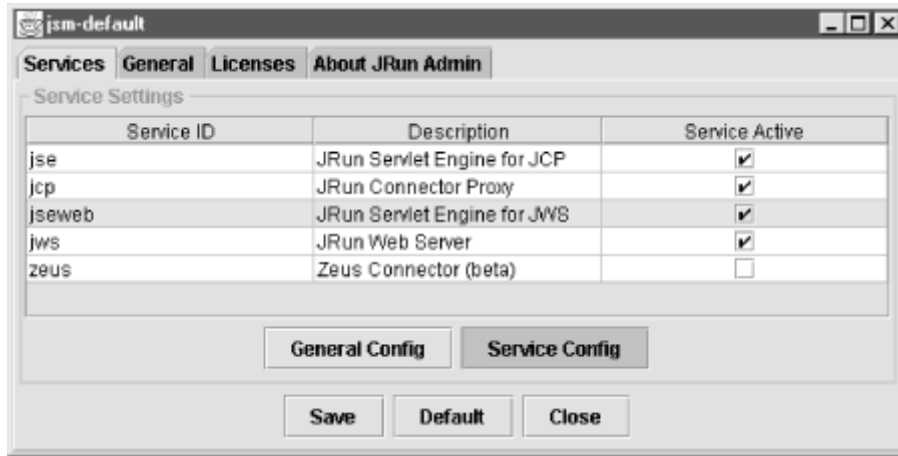 jsm-default
Services General Licenses About JRun Admin
Service Settings
Service ID Description Service Active
jse JRun Servlet Engine for JCP
jcp JRun Connector Proxy
jseweb JRun Servlet Engine for JWS
jws JRun Web Server
zeus Zeus Connector (beta)
General Config Service Config
Save Default Close